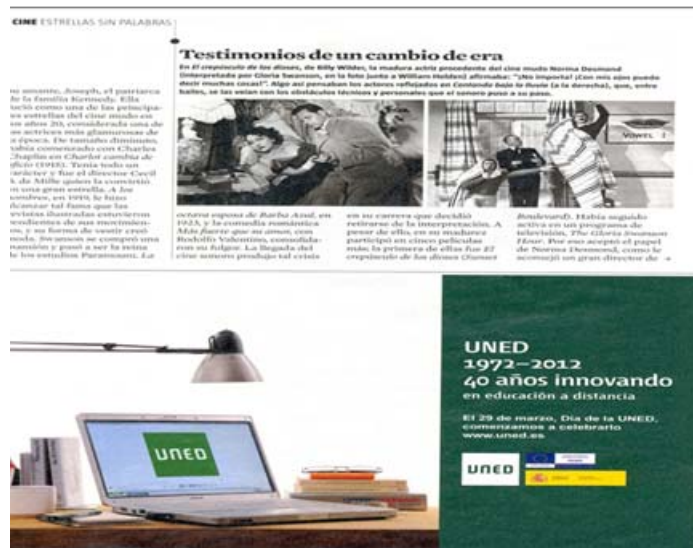 CINE ESTRELLAS SIN PALABRAS
Testimonios de un cambio de era
En El crepúsculo de los dioses, de Billy Wilder, la madura actriz procedente del cine mudo Norma Desmond
(interpretada por Gloria Swanson, en la foto junto a William Holden) afirmaba: "¡No importa! ¡Con mis ojos puedo
decir muchas cosas!". Algo así pensaban los actores reflejados en Cantando bajo la lluvia (a la derecha), que, entre
bailes, se las veían con los obstáculos técnicos y personales que el sonoro puso a su paso.
su amante, Joseph, el patriarca
de la familia Kennedy. Ella
lució como una de las principa-
es estrellas del cine mudo en
os años 20, considerada una de
as actrices más glamurosas de
a época. De tamaño diminuto,
había comenzado con Charles
Chaplin en Charlot cambia de
oficio (1915). Tenía todo un
carácter y fue el director Cecil
. de Mille quien la convirtió
en una gran estrella. A los
hombres, en 1919, le hizo
alcanzar tal fama que las
revistas ilustradas estuvieron
pendientes de sus movimien-
os, y su forma de vestir creó
moda. Swanson se compró una
mansión y pasó a ser la reina
de los estudios Paramount. La
VOWEL
octava esposa de Barba Azul, en
1923, y la comedia romántica
Más fuerte que su amor, con
Rodolfo Valentino, consolida-
ron su fulgor. La llegada del
cine sonoro produjo tal crisis
en su carrera que decidió
retirarse de la interpretación. A
pesar de ello, en su madurez
participó en cinco películas
más; la primera de ellas fue El
crepúsculo de los dioses (Sunset
Boulevard). Había seguido
activa en un programa de
televisión, The Gloria Swanson
Hour. Por eso aceptó el papel
de Norma Desmond, como le
aconsejó un gran director de
UNED
UNED
1972–2012
40 años innovando
en educación a distancia
El 29 de marzo, Día de la UNED,
comenzamos a celebrarlo
www.uned.es
UNED